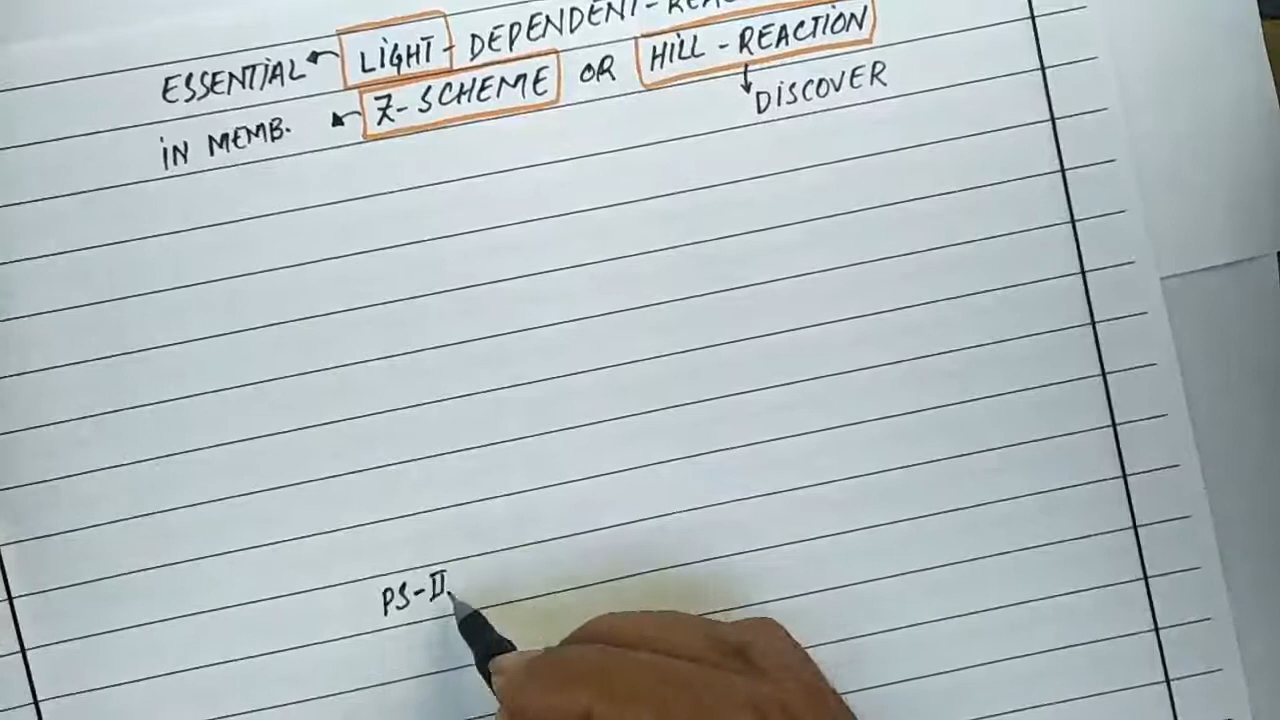 LIGHT- DEPENDENT-
ESSENTIAL
Z-SCHEME OR HILL-REACTION
IN MEMB.
DISCOVER
PS-II